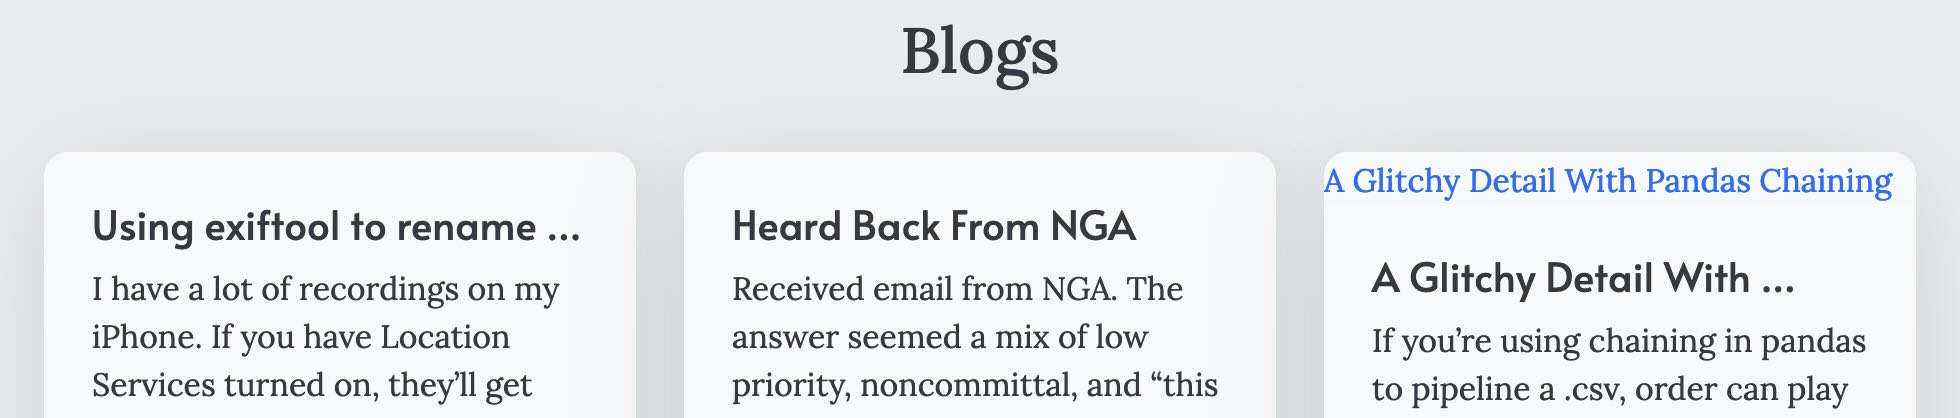 Blogs
Using exiftool to rename ...
I have a lot of recordings on my
iPhone. If you have Location
Services turned on, they’ll get
Heard Back From NGA
Received email from NGA. The
answer seemed a mix of low
priority, noncommittal, and “this
A Glitchy Detail With Pandas Chaining
A Glitchy Detail With ...
If you’re using chaining in pandas
to pipeline a .csv, order can play